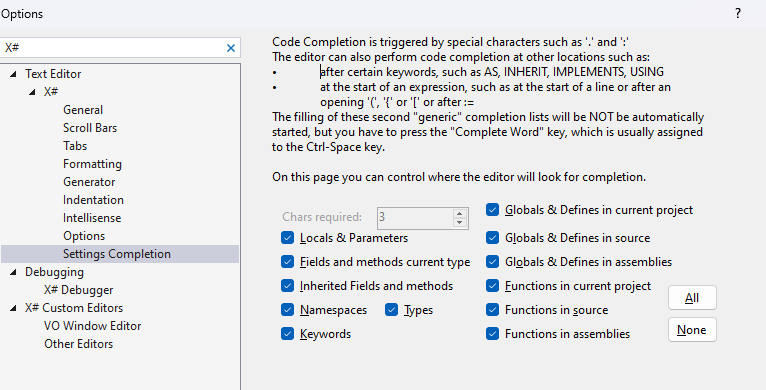 Options
?
X#
Text Editor
X#
General
Scroll Bars
Tabs
Formatting
Generator
Indentation
Intellisense
Options
Settings Completion
Debugging
X# Debugger
X# Custom Editors
VO Window Editor
Other Editors
Code Completion is triggered by special characters such as '.' and ':'
The editor can also perform code completion at other locations such as:
• after certain keywords, such as AS, INHERIT, IMPLEMENTS, USING
• at the start of an expression, such as at the start of a line or after an
opening '(', '{' or '[' or after :=
The filling of these second "generic" completion lists will be NOT be automatically
started, but you have to press the "Complete Word" key, which is usually assigned
to the Ctrl-Space key.
On this page you can control where the editor will look for completion.
Chars required: 3
Locals & Parameters
Fields and methods current type
Inherited Fields and methods
Namespaces Types
Keywords
Globals & Defines in current project
Globals & Defines in source
Globals & Defines in assemblies
Functions in current project
Functions in source
Functions in assemblies
All
None